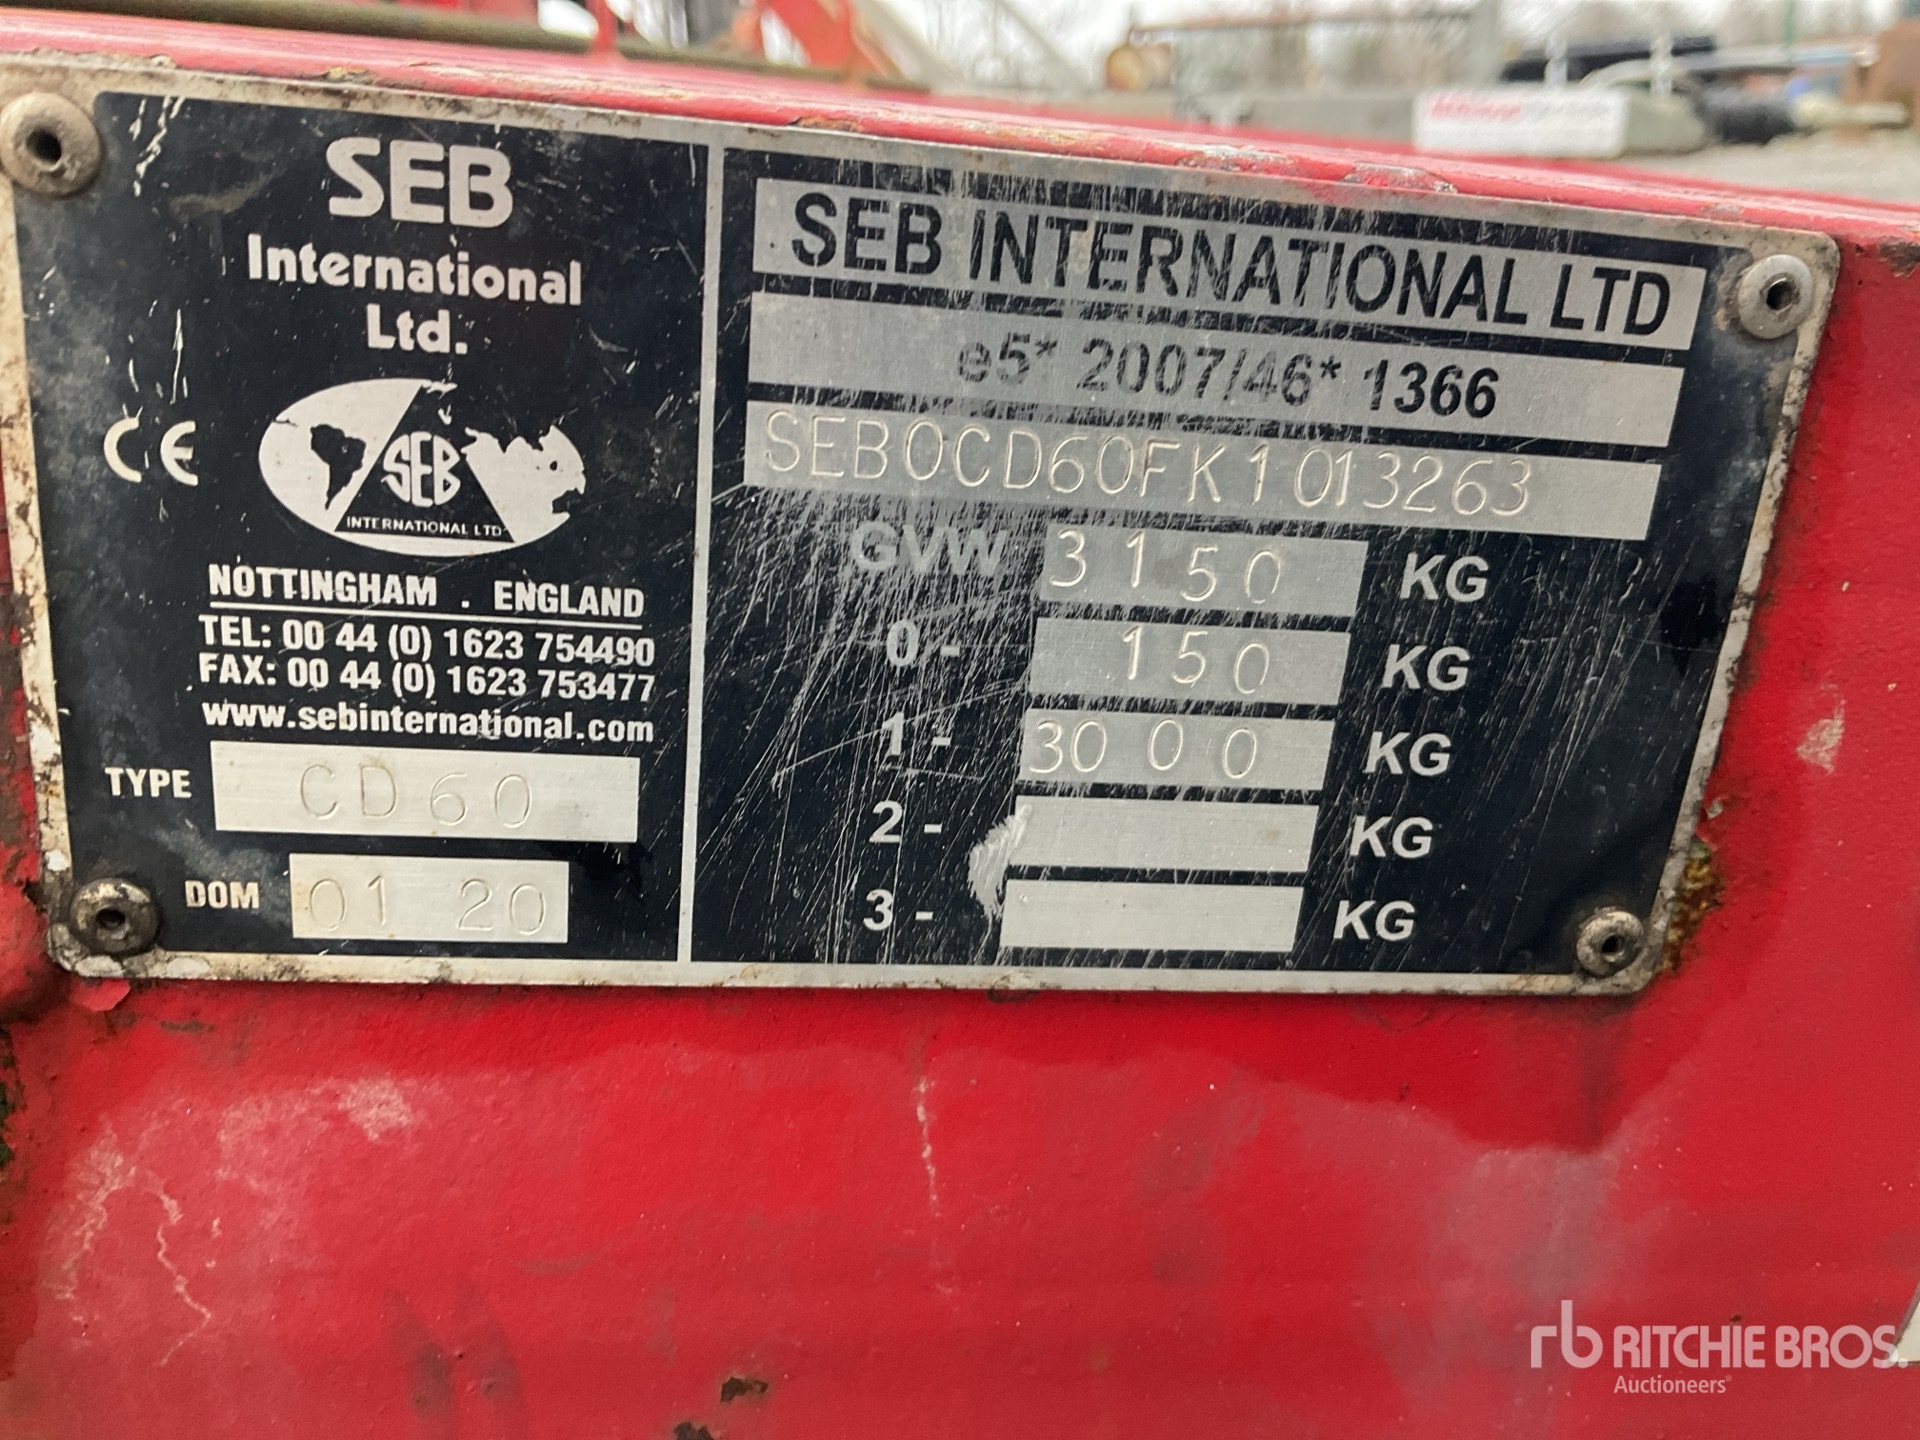 SEB
International
Ltd.
CE
SEB
INTERNATIONAL LTD
NOTTINGHAM . ENGLAND
TEL: 00 44 (0) 1623 754490
FAX: 00 44 (0) 1623 753477
www.sebinternational.com
TYPE CD60
DOM 01 20
SEB INTERNATIONAL LTD
e5* 2007/46* 1366
SEB0CD60FK1013263
GVW 3150 KG
0- 150 KG
1- 3000 KG
2- KG
3- KG
rb RITCHIE BROS.
Auctioneers